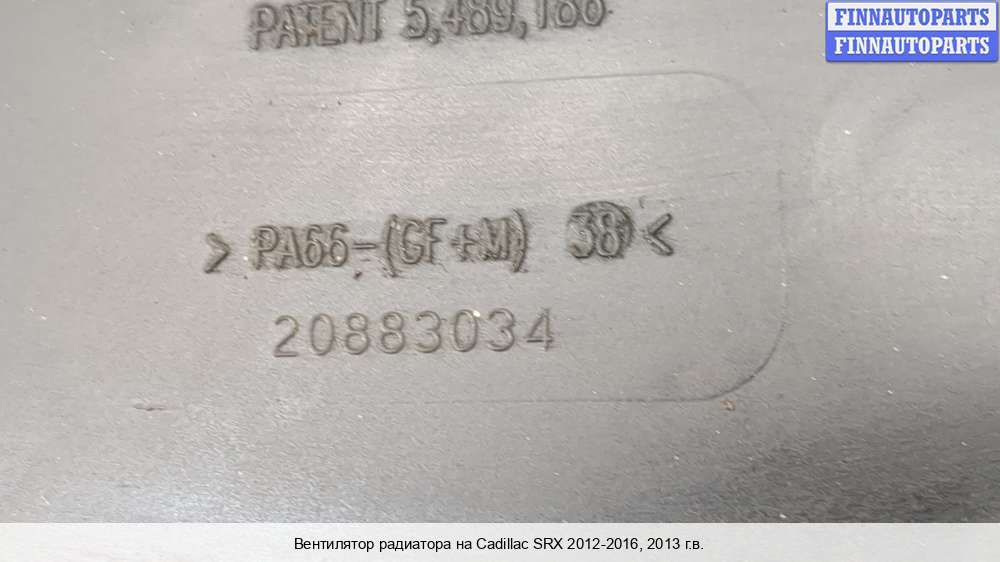 PATENT 5,489,186
FINNAUTOPARTS
FINNAUTOPARTS
>PA66-(GF+M) 38<
20883034
Вентилятор радиатора на Cadillac SRX 2012-2016, 2013 г.в.